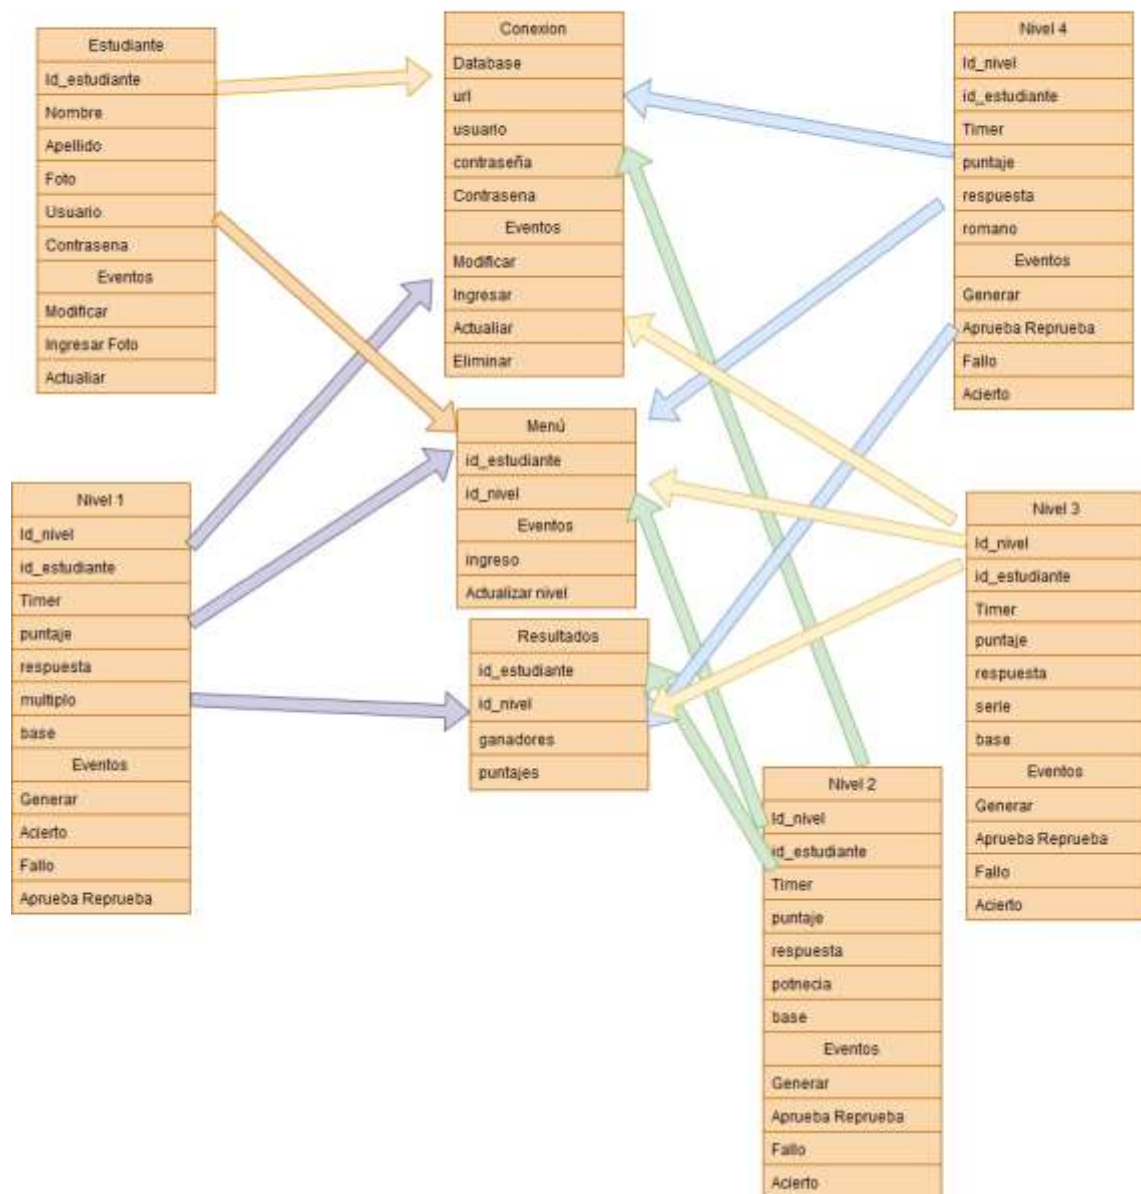 Estudiante
Id_estudiante
Nombre
Apellido
Foto
Usuario
Contrasena
Eventos
Modificar
Ingresar Foto
Actualiar
Conexion
Database
url
usuario
contraseña
Contrasena
Eventos
Modificar
Ingresar
Actualiar
Eliminar
Nivel 4
Id_nivel
id_estudiante
Timer
puntaje
respuesta
romano
Eventos
Generar
Aprueba Reprueba
Fallo
Acierto
Menú
id_estudiante
id_nivel
Eventos
ingreso
Actualizar nivel
Nivel 1
Id_nivel
id_estudiante
Timer
puntaje
respuesta
multiplo
base
Eventos
Generar
Acierto
Fallo
Aprueba Reprueba
Resultados
id_estudiante
id_nivel
ganadores
puntajes
Nivel 3
Id_nivel
id_estudiante
Timer
puntaje
respuesta
serie
base
Eventos
Generar
Aprueba Reprueba
Fallo
Acierto
Nivel 2
Id_nivel
id_estudiante
Timer
puntaje
respuesta
potnecia
base
Eventos
Generar
Aprueba Reprueba
Fallo
Acierto